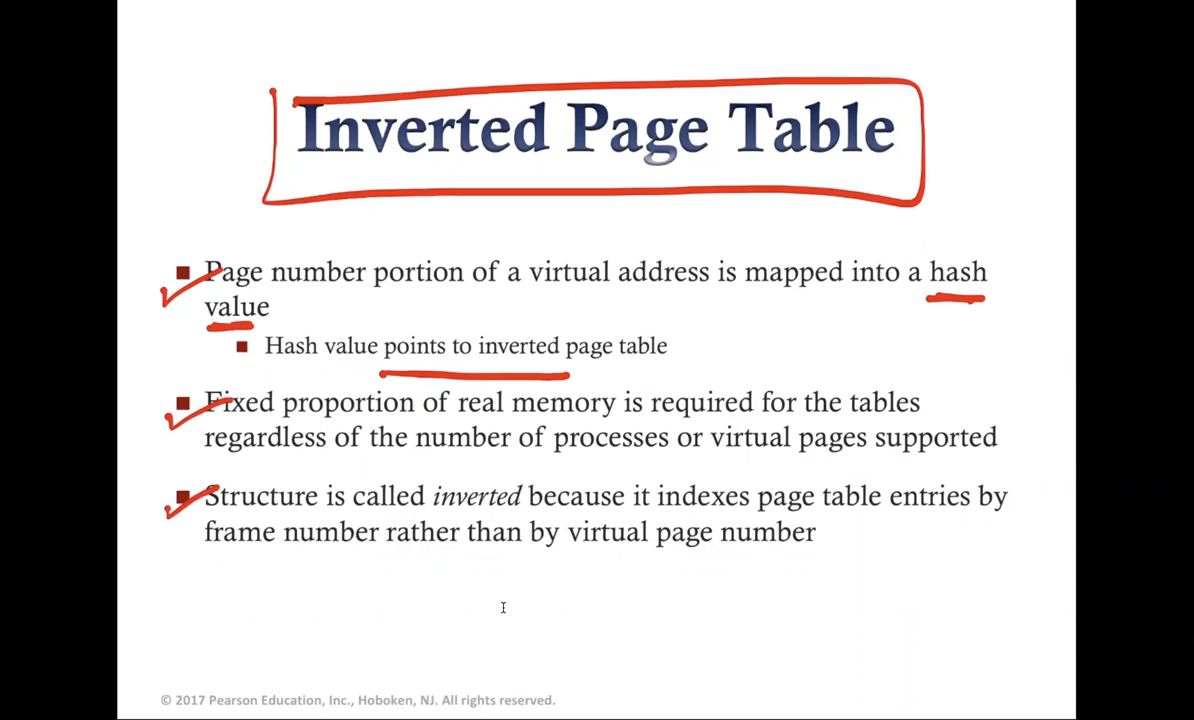 Inverted Page Table
Page number portion of a virtual address is mapped into a hash
value
Hash value points to inverted page table
Fixed proportion of real memory is required for the tables
regardless of the number of processes or virtual pages supported
Structure is called inverted because it indexes page table entries by
frame number rather than by virtual page number
© 2017 Pearson Education, Inc., Hoboken, NJ. All rights reserved.